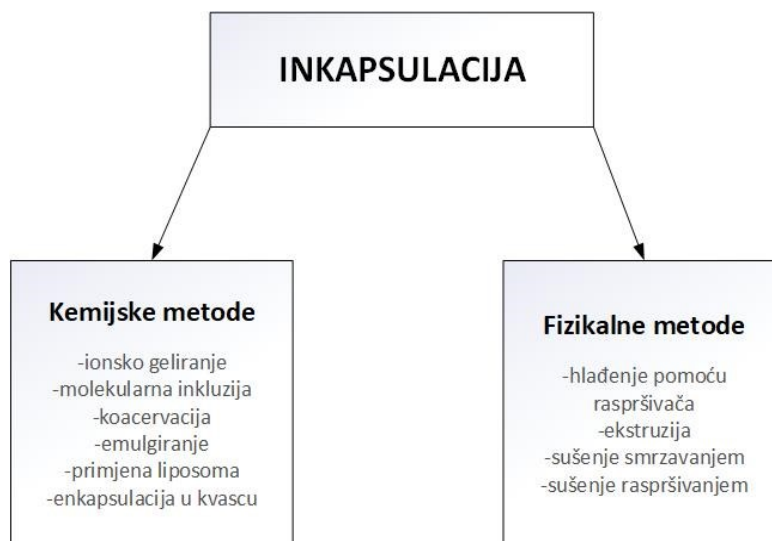 INKAPSULACIJA
Kemijske metode
-ionsko geliranje
-molekularna inkluzija
-koacervacija
-emulgiranje
-primjena liposoma
-enkapsulacija u kvascu
Fizikalne metode
-hlađenje pomoću
raspršivača
-ekstruzija
-sušenje smrzavanjem
-sušenje raspršivanjem